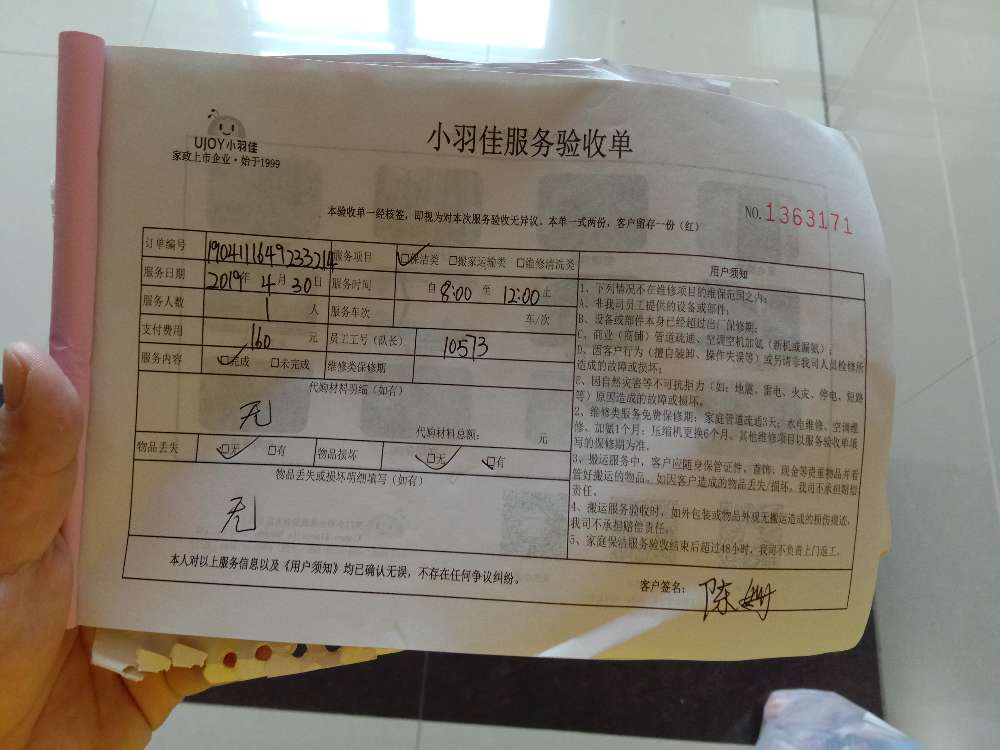 UJOY小羽佳
家政上市企业·始于1999
小羽佳服务验收单
本验收单一经核签，即视为对本次服务验收无异议。本单一式两份，客户留存一份（红）
NO.1363171
订单编号 1904111649233214 服务项目 ☑保洁类 □搬家运输类 □维修清洗类
服务日期 2019年 4月 30日 服务时间 自 8:00 至 12:00止
服务人数 1 人 服务车次 车/次
支付费用 160 元 员工工号（队长） 10573
服务内容 ☑完成 □未完成 维修类保修期
代购材料明细（如有）
无
代购材料总额： 元
物品丢失 ☑无 □有 物品损坏 ☑无 ☑有
物品丢失或损坏明细填写（如有）
无
用户须知
1、下列情况不在维修项目的维保范围之内：
A、非我司员工提供的设备或部件；
B、设备或部件本身已经超过出厂保修期；
C、商业（商铺）管道疏通、空调空机加氨（新机或漏氨）；
D、因客户行为（擅自装卸、操作失误等）或另请非我司人员检修所
造成的故障或损坏；
E、因自然灾害等不可抗拒力（如：地震、雷电、火灾、停电、短路
等）原因造成的故障或损坏。
2、维修类服务免费保修期：家庭管道疏通3天；水电维修、空调维
修、加氨1个月；压缩机更换6个月。其他维修项目以服务验收单填
写的保修期为准。
3、搬运服务中，客户应随身保管证件、首饰、现金等贵重物品并看
管好搬运的物品。如因客户造成的物品丢失/损坏，我司不承担赔偿
责任。
4、搬运服务验收时，如外包装或物品外观无搬运造成的损伤痕迹，
我司不承担赔偿责任。
5、家庭保洁服务验收结束后超过48小时，我司不负责上门返工。
本人对以上服务信息以及《用户须知》均已确认无误，不存在任何争议纠纷。
客户签名： 陈姗